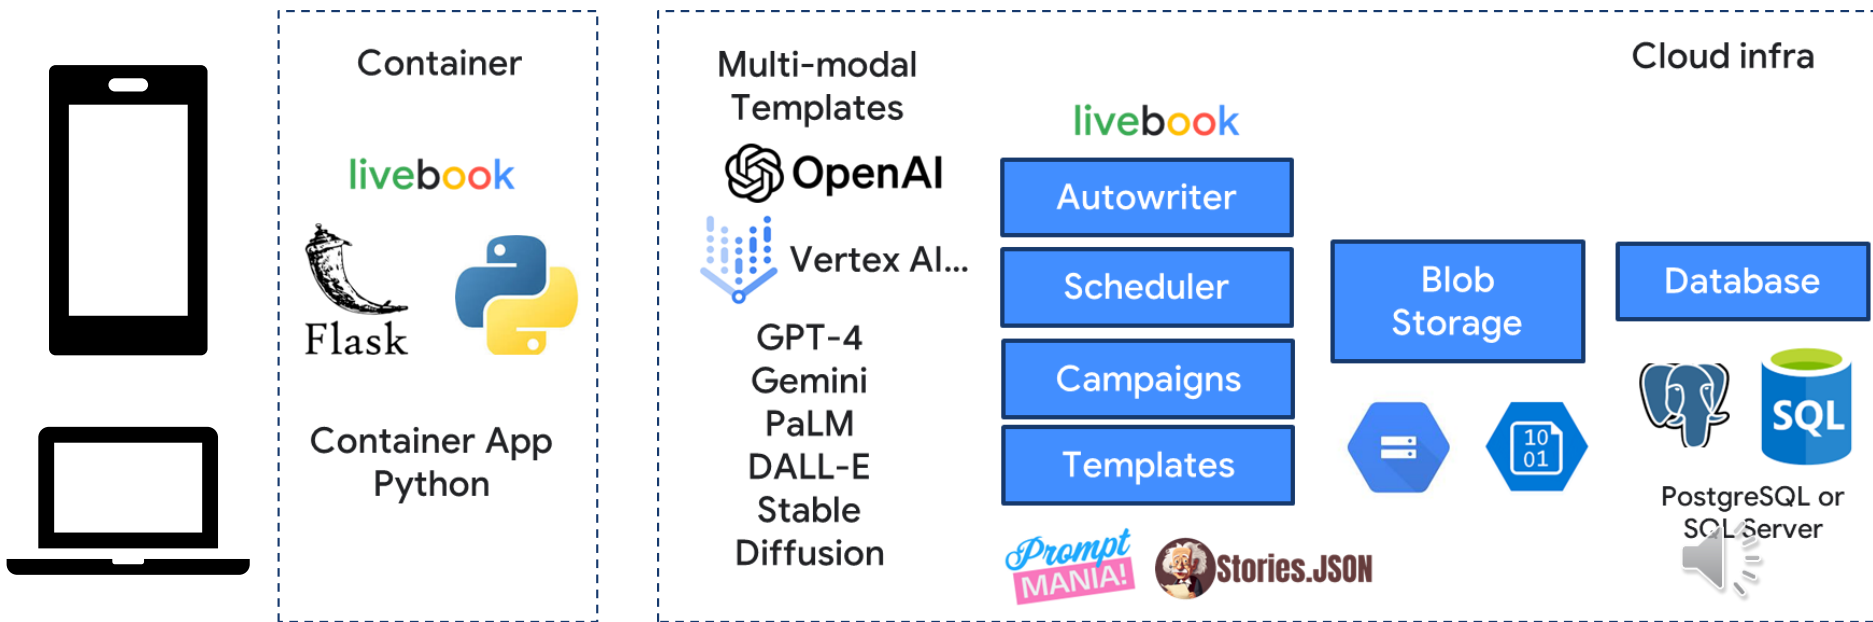 Container
livebook
Flask
Container App
Python
Multi-modal
Templates
OpenAI
Vertex AI...
GPT-4
Gemini
PaLM
DALL-E
Stable
Diffusion
livebook
Autowriter
Scheduler
Campaigns
Templates
Prompt
MANIA!
Stories.JSON
Cloud infra
Blob
Storage
10
01
Database
SQL
PostgreSQL or
SQL Server